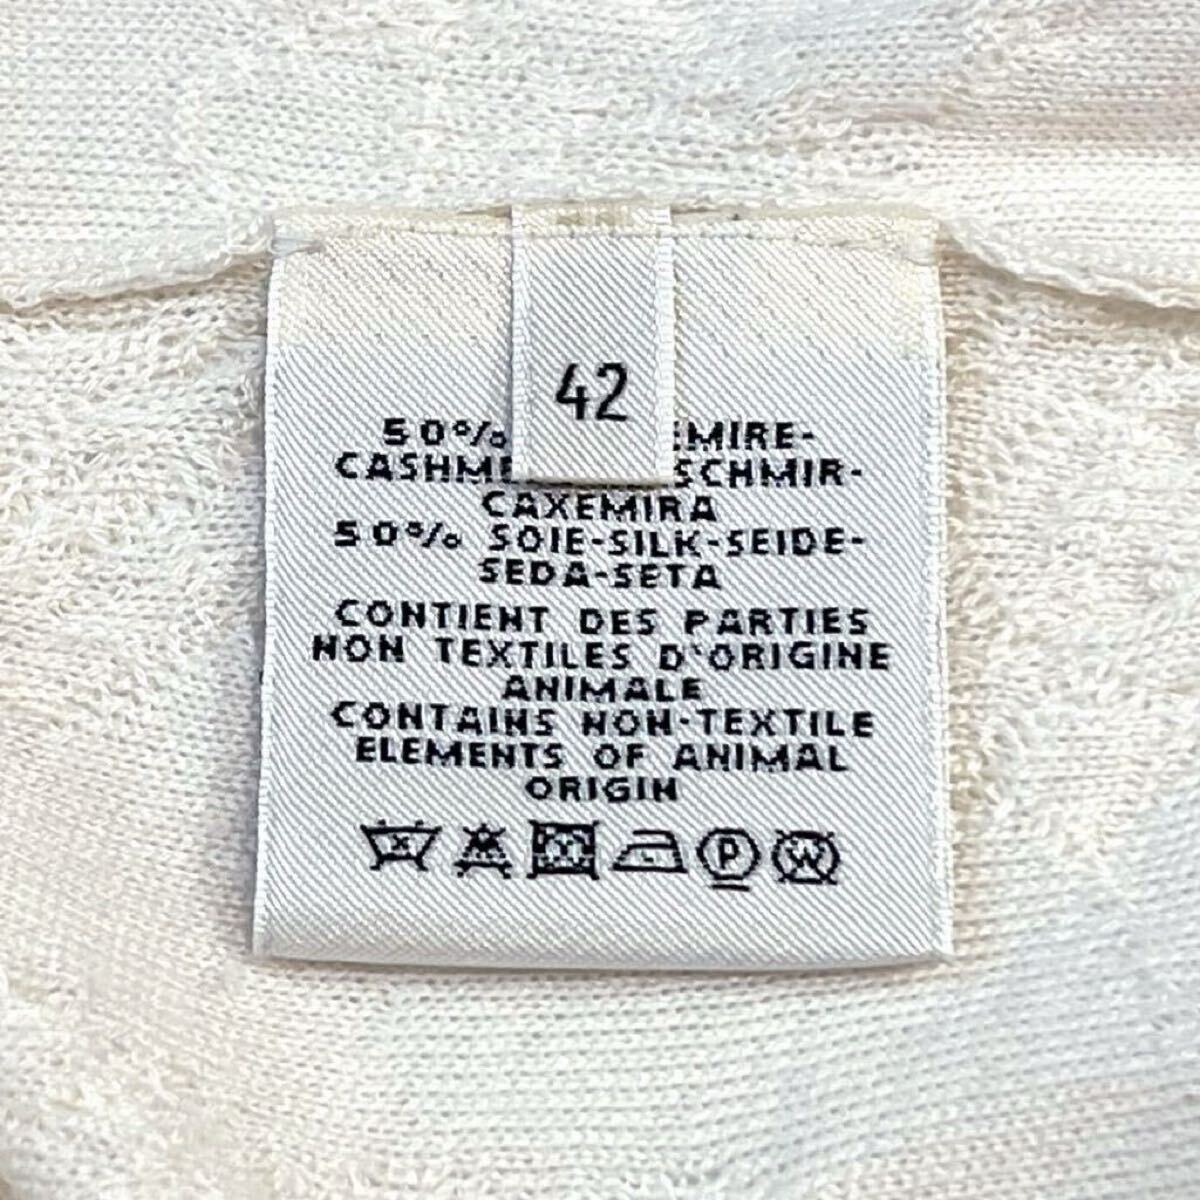 42
50% EMIRE-
CASHME SCHMIR-
CAXEMIRA
50% SOIE-SILK-SEIDE-
SEDA-SETA
CONTIENT DES PARTIES
NON TEXTILES D'ORIGINE
ANIMALE
CONTAINS NON-TEXTILE
ELEMENTS OF ANIMAL
ORIGIN
P W